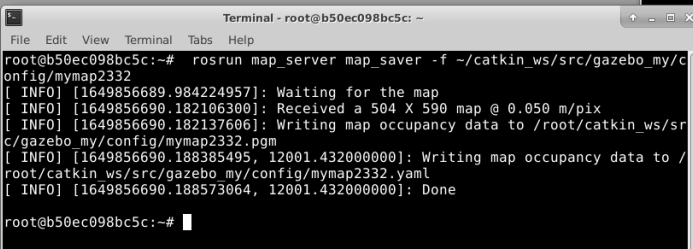 Terminal - root@b50ec098bc5c: ~
File Edit View Terminal Tabs Help
root@b50ec098bc5c:~#  rosrun map_server map_saver -f ~/catkin_ws/src/gazebo_my/c
onfig/mymap2332
[ INFO] [1649856689.984224957]: Waiting for the map
[ INFO] [1649856690.182106300]: Received a 504 X 590 map @ 0.050 m/pix
[ INFO] [1649856690.182137606]: Writing map occupancy data to /root/catkin_ws/sr
c/gazebo_my/config/mymap2332.pgm
[ INFO] [1649856690.188385495, 12001.432000000]: Writing map occupancy data to /
root/catkin_ws/src/gazebo_my/config/mymap2332.yaml
[ INFO] [1649856690.188573064, 12001.432000000]: Done
root@b50ec098bc5c:~#